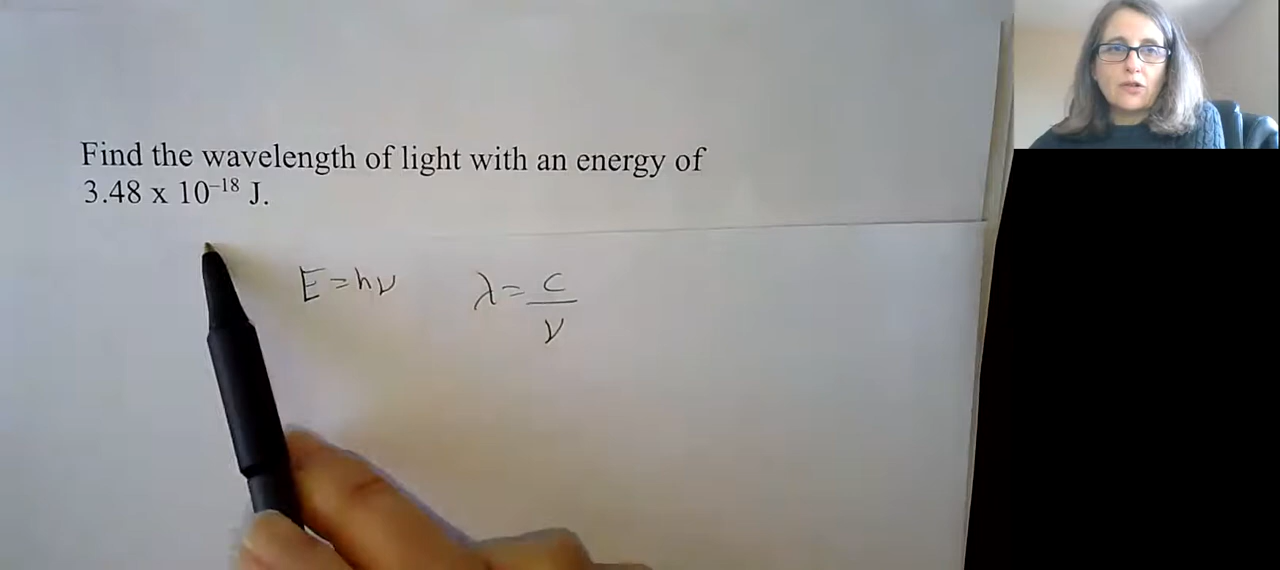 Find the wavelength of light with an energy of
3.48 x 10⁻¹⁸ J.
E = hν λ = c/ν